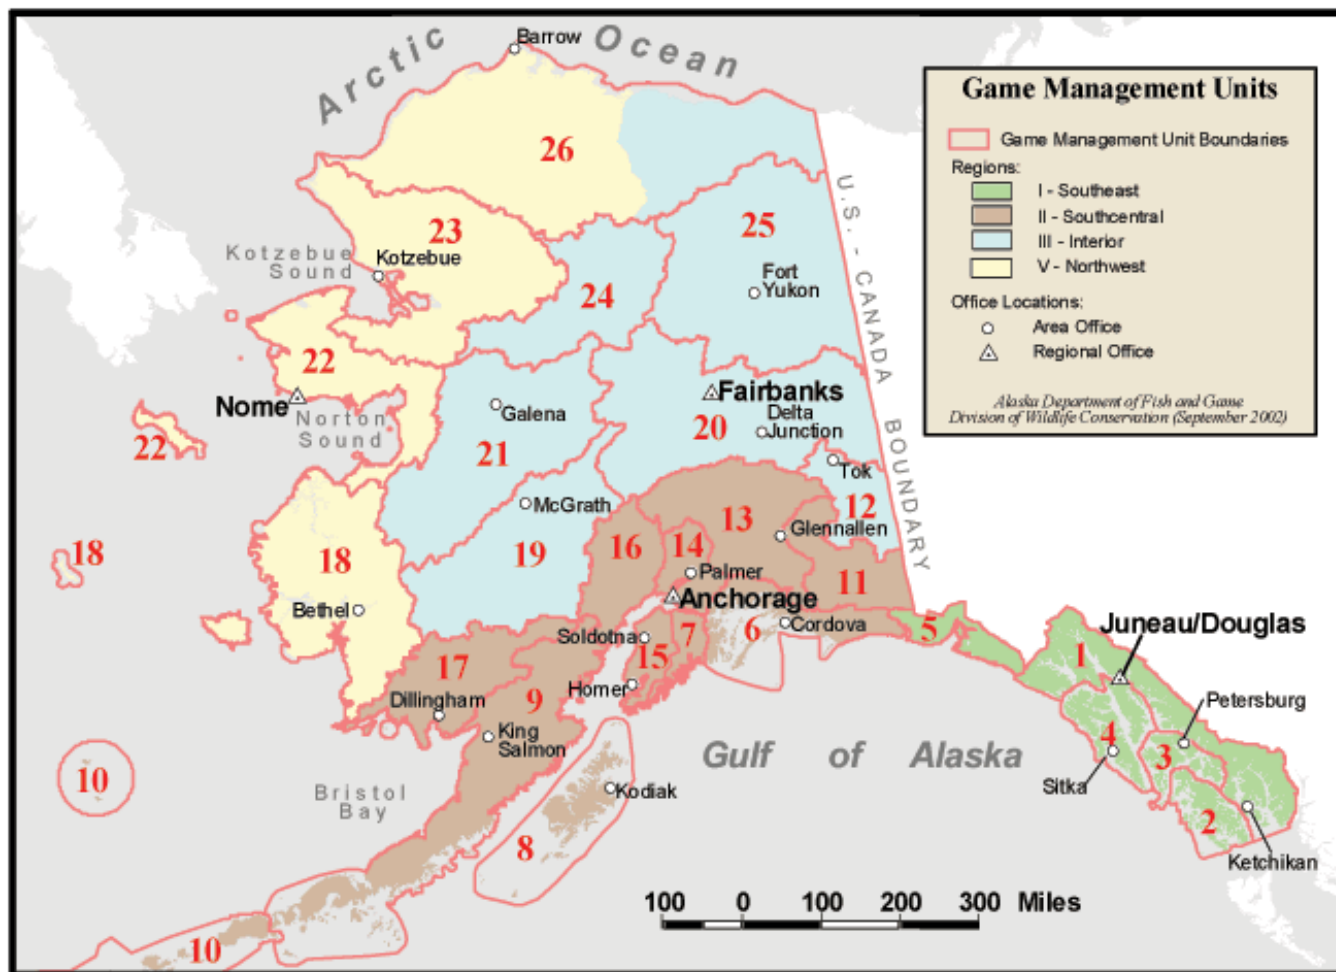 Arctic Ocean
Barrow
Game Management Units
Game Management Unit Boundaries
Regions:
I - Southeast
II - Southcentral
III - Interior
V - Northwest
Office Locations:
Area Office
Regional Office
Alaska Department of Fish and Game
Division of Wildlife Conservation (September 2002)
U.S. - CANADA BOUNDARY
26
25
23
Kotzebue
Sound
Kotzebue
24
Fort
Yukon
22
Nome
Norton
Sound
Galena
Fairbanks
20
Delta
Junction
22
21
Tok
McGrath
12
13
Glennallen
18
18
19
16
14
Palmer
11
Bethel
Anchorage
Soldotna
7
6
Cordova
5
Juneau/Douglas
1
17
15
Homer
9
Dillingham
King
Salmon
Petersburg
4
3
Sitka
Gulf of Alaska
10
Bristol
Bay
Kodiak
2
8
Ketchikan
100 0 100 200 300 Miles
10